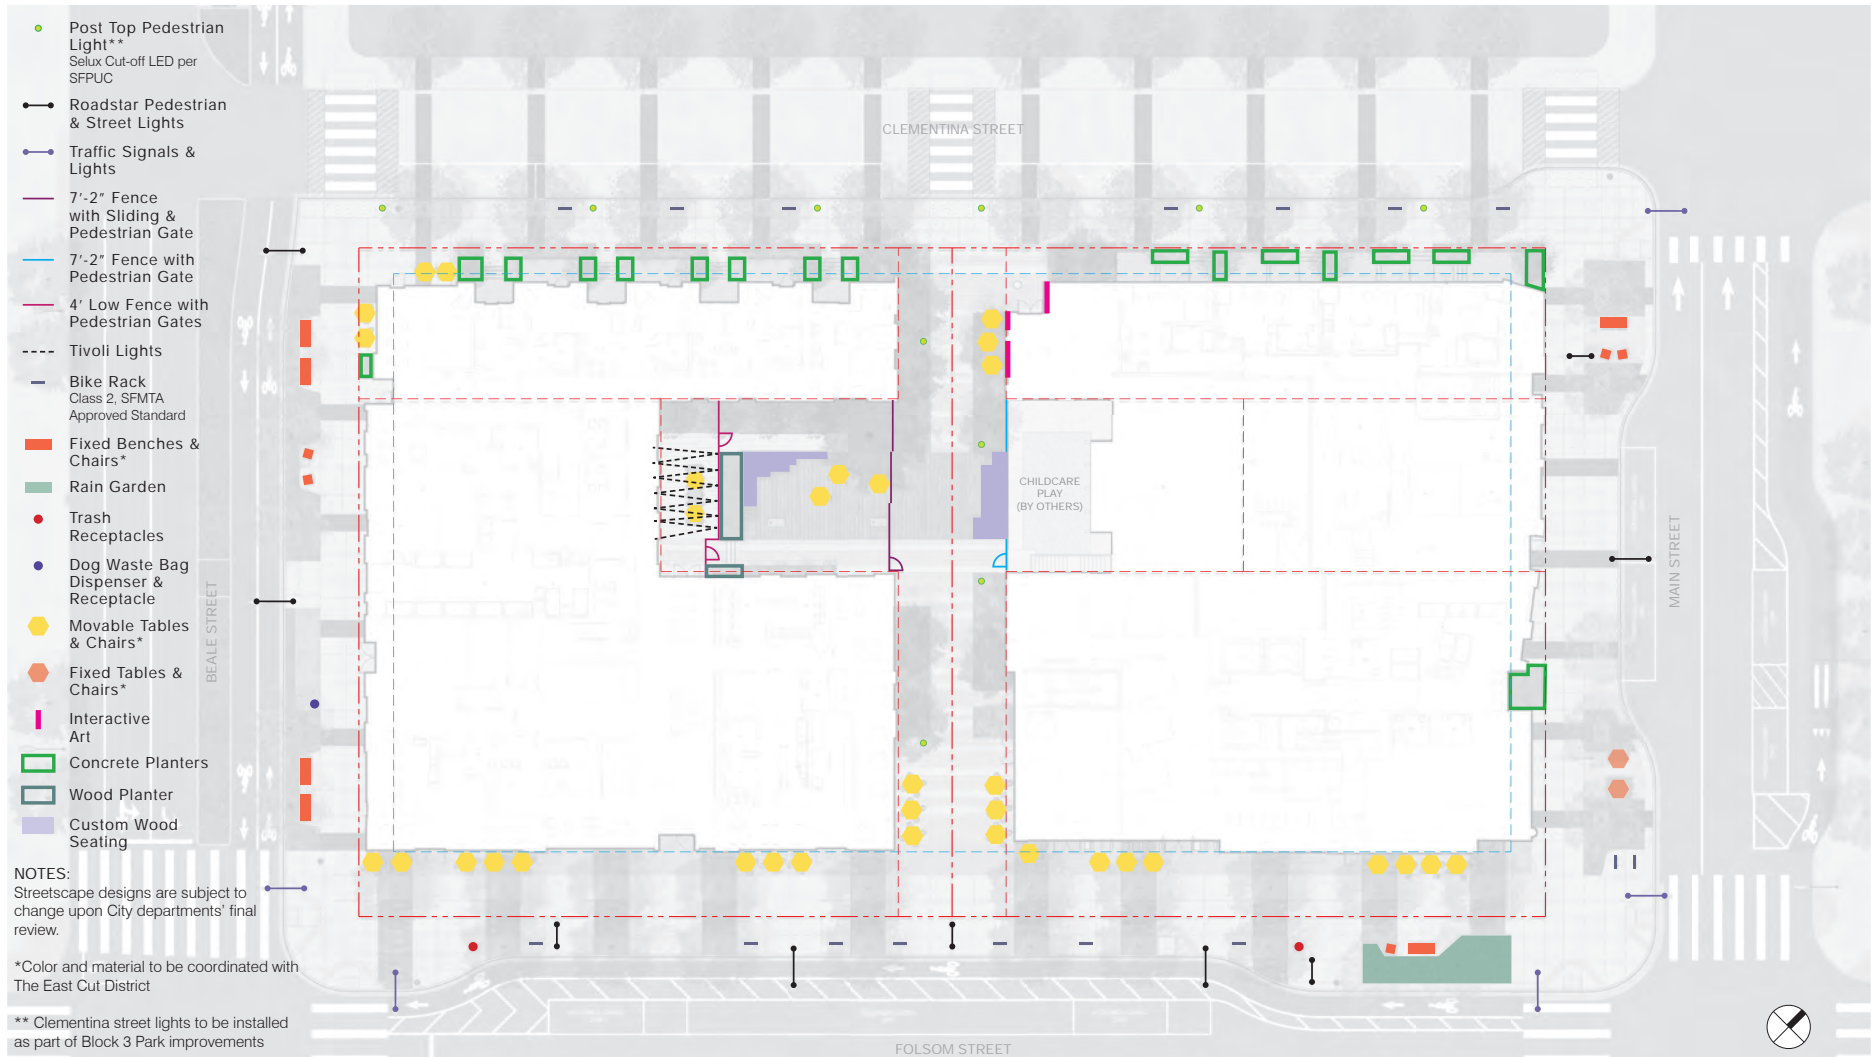 Post Top Pedestrian
Light**
Selux Cut-off LED per
SFPUC
Roadstar Pedestrian
& Street Lights
Traffic Signals &
Lights
7'-2" Fence
with Sliding &
Pedestrian Gate
7'-2" Fence with
Pedestrian Gate
4' Low Fence with
Pedestrian Gates
Tivoli Lights
Bike Rack
Class 2, SFMTA
Approved Standard
Fixed Benches &
Chairs*
Rain Garden
Trash
Receptacles
Dog Waste Bag
Dispenser &
Receptacle
Movable Tables
& Chairs*
Fixed Tables &
Chairs*
Interactive
Art
Concrete Planters
Wood Planter
Custom Wood
Seating
NOTES:
Streetscape designs are subject to
change upon City departments' final
review.
*Color and material to be coordinated with
The East Cut District
** Clementina street lights to be installed
as part of Block 3 Park improvements
CLEMENTINA STREET
BEALE STREET
CHILDCARE
PLAY
(BY OTHERS)
MAIN STREET
FOLSOM STREET